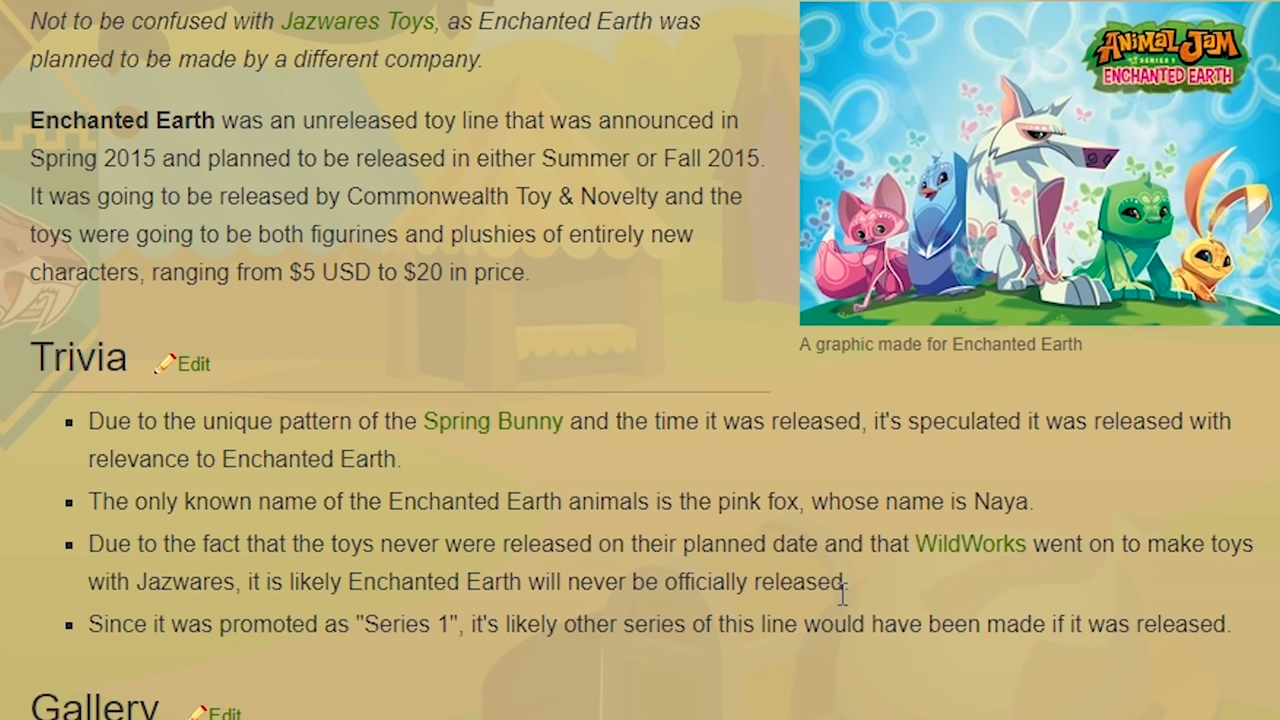 Not to be confused with Jazwares Toys, as Enchanted Earth was
planned to be made by a different company.
Enchanted Earth was an unreleased toy line that was announced in
Spring 2015 and planned to be released in either Summer or Fall 2015.
It was going to be released by Commonwealth Toy & Novelty and the
toys were going to be both figurines and plushies of entirely new
characters, ranging from $5 USD to $20 in price.
ANIMAL JAM
SERIES 1
ENCHANTED EARTH
A graphic made for Enchanted Earth
Trivia Edit
Due to the unique pattern of the Spring Bunny and the time it was released, it's speculated it was released with
relevance to Enchanted Earth.
The only known name of the Enchanted Earth animals is the pink fox, whose name is Naya.
Due to the fact that the toys never were released on their planned date and that WildWorks went on to make toys
with Jazwares, it is likely Enchanted Earth will never be officially released.
Since it was promoted as "Series 1", it's likely other series of this line would have been made if it was released.
Gallery Edit